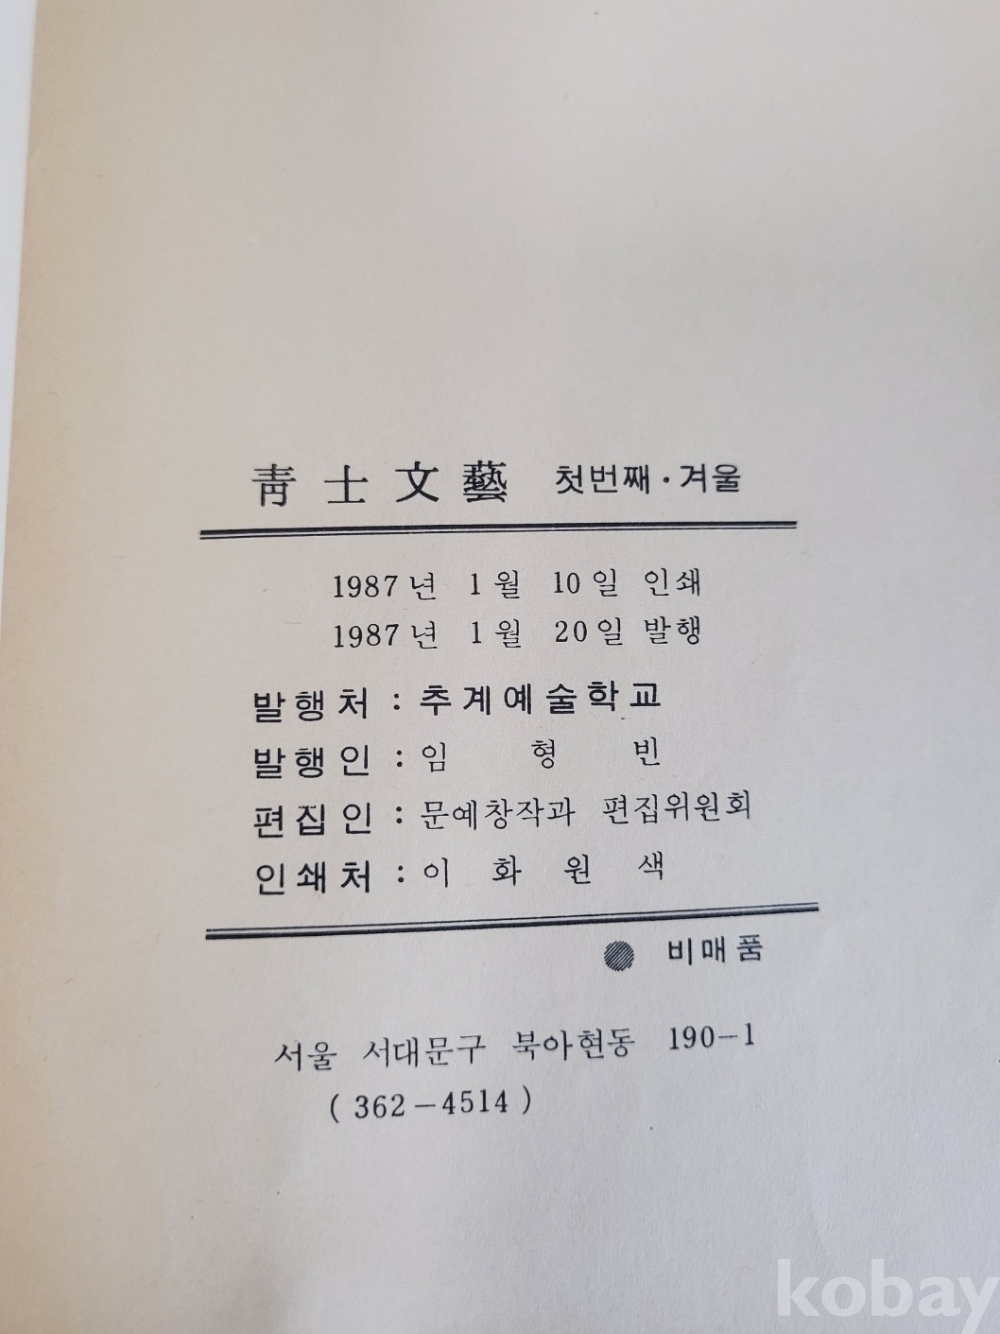 靑士文藝 첫번째·겨울
1987년 1월 10일 인쇄
1987년 1월 20일 발행
발행처 : 추계예술학교
발행인 : 임 형 빈
편집인 : 문예창작과 편집위원회
인쇄처 : 이 화 원 색
비매품
서울 서대문구 북아현동 190-1
( 362-4514 )
kobay